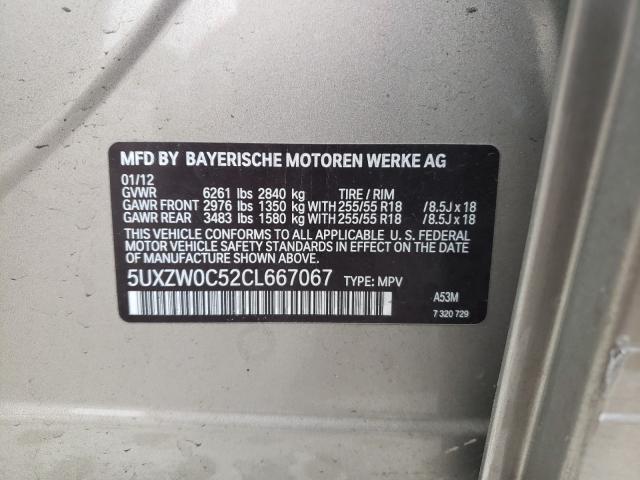 MFD BY BAYERISCHE MOTOREN WERKE AG
01/12
GVWR 6261 lbs 2840 kg TIRE / RIM
GAWR FRONT 2976 lbs 1350 kg WITH 255/55 R18 /8.5J x 18
GAWR REAR 3483 lbs 1580 kg WITH 255/55 R18 /8.5J x 18
THIS VEHICLE CONFORMS TO ALL APPLICABLE U.S. FEDERAL
MOTOR VEHICLE SAFETY STANDARDS IN EFFECT ON THE DATE
OF MANUFACTURE SHOWN ABOVE.
5UXZW0C52CL667067 TYPE: MPV
A53M
7 320 729